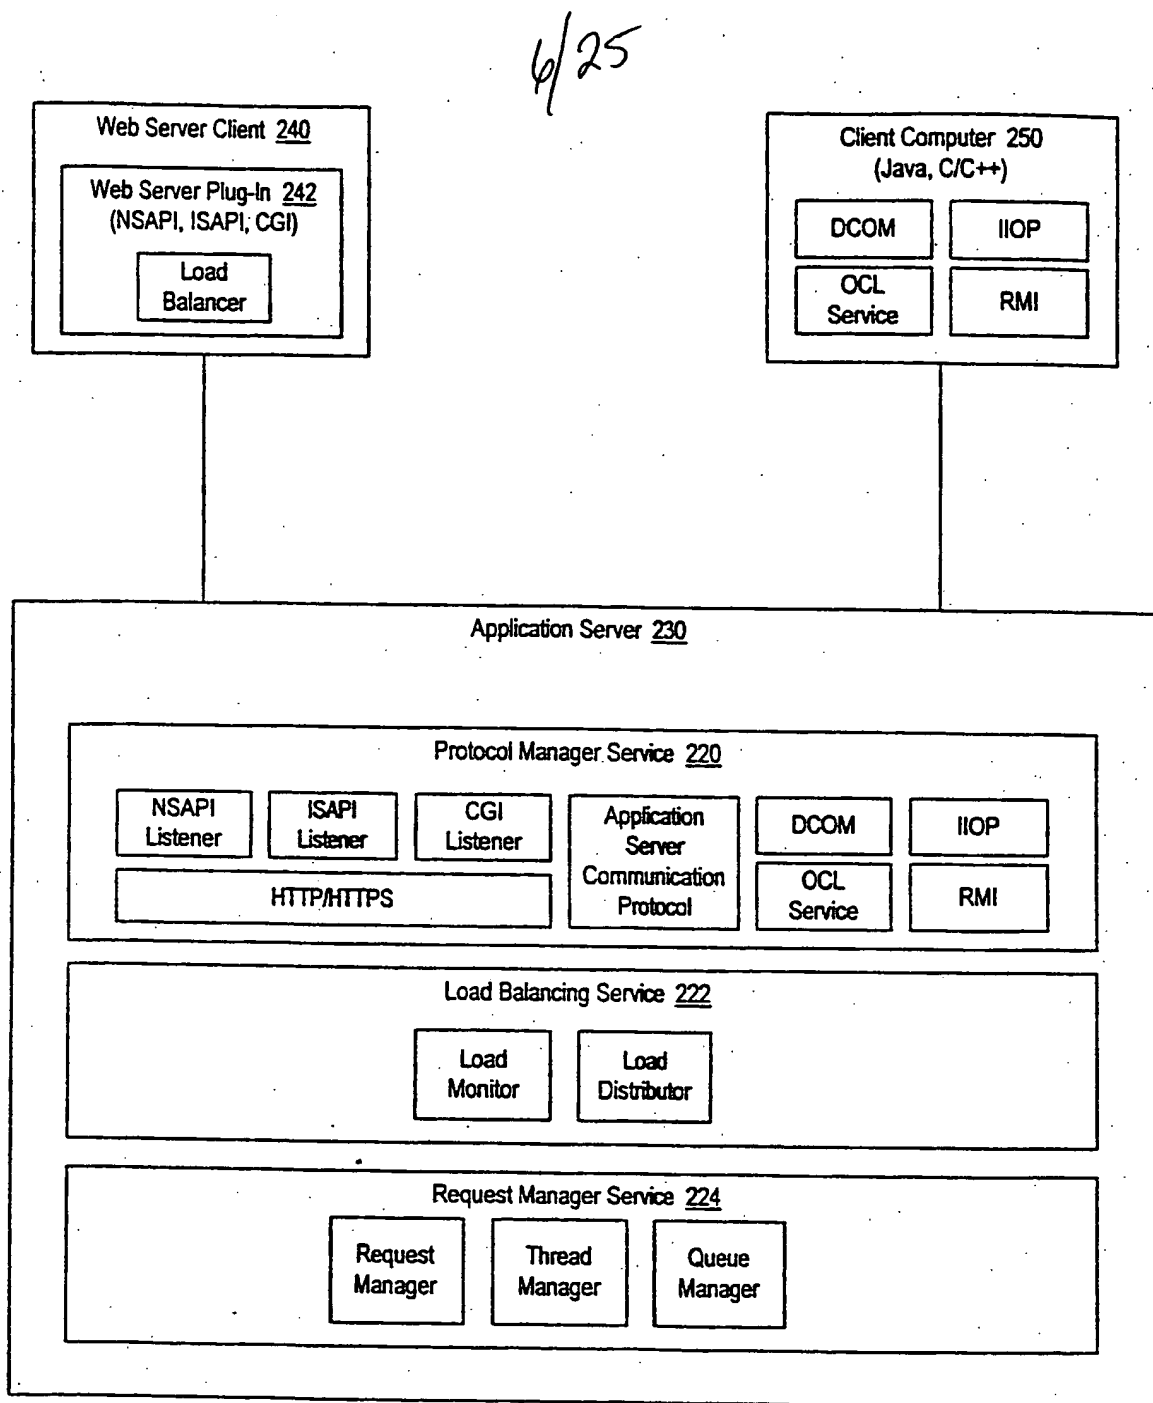 6/25
Web Server Client 240
Web Server Plug-In 242
(NSAPI, ISAPI, CGI)
Load
Balancer
Client Computer 250
(Java, C/C++)
DCOM
IIOP
OCL
Service
RMI
Application Server 230
Protocol Manager Service 220
NSAPI
Listener
ISAPI
Listener
CGI
Listener
HTTP/HTTPS
Application
Server
Communication
Protocol
DCOM
IIOP
OCL
Service
RMI
Load Balancing Service 222
Load
Monitor
Load
Distributor
Request Manager Service 224
Request
Manager
Thread
Manager
Queue
Manager